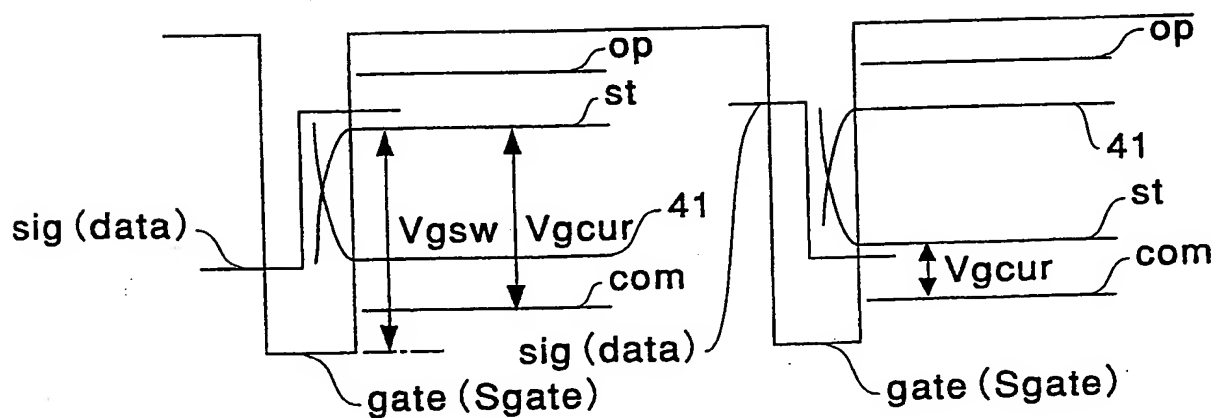 op
st
sig (data)
Vgsw
Vgcur
41
com
gate (Sgate)
op
41
st
Vgcur
com
sig (data)
gate (Sgate)